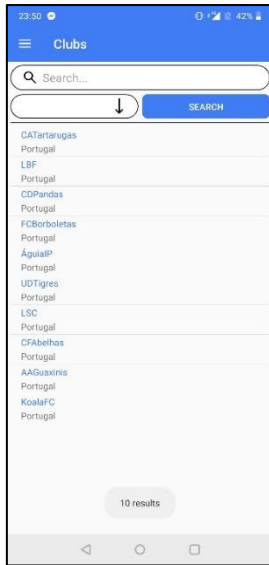 23:50 42%
Clubs
Search...
SEARCH
CATartarugas
Portugal
LBF
Portugal
CDPandas
Portugal
FCBorboletas
Portugal
ÁguiaIP
Portugal
UDTigres
Portugal
LSC
Portugal
CFAbelhas
Portugal
AAGuaxinis
Portugal
KoalaFC
Portugal
10 results